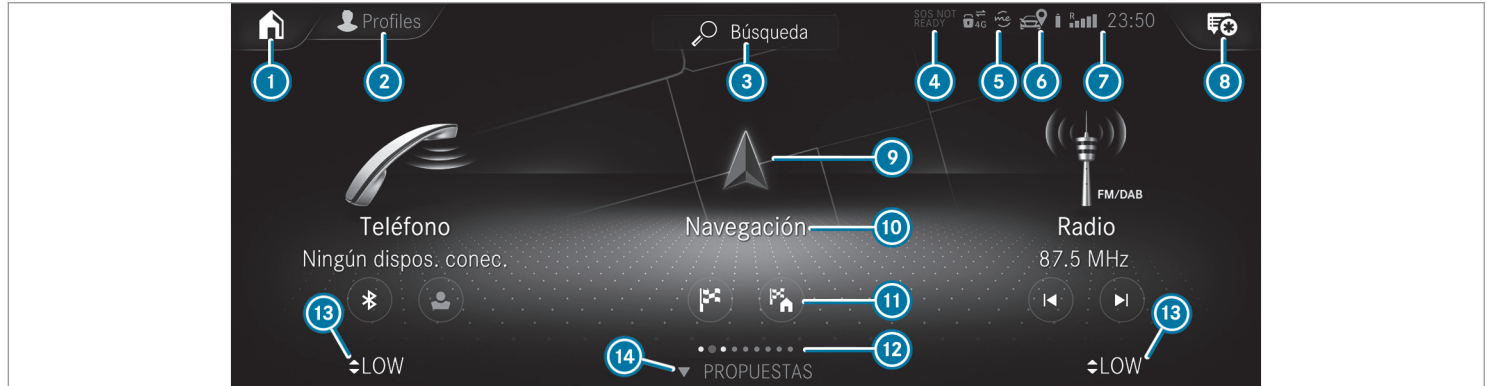 Profiles
Búsqueda
SOS NOT
READY
4G
me
R
23:50
1
2
3
4
5
6
7
8
9
FM/DAB
Teléfono
Navegación
10
Radio
Ningún dispos. conec.
87.5 MHz
11
13
13
12
14
LOW
PROPUESTAS
LOW